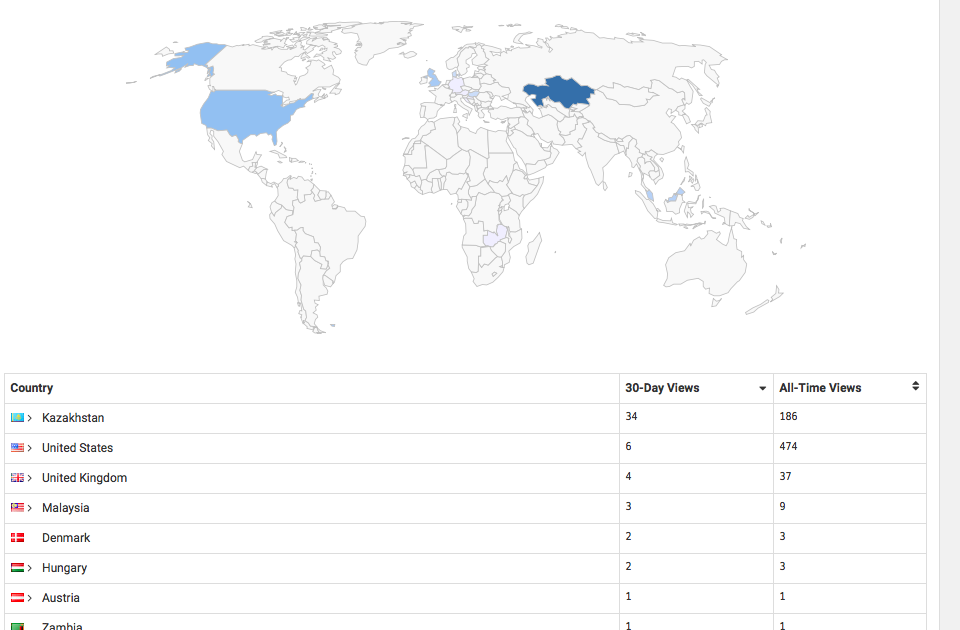 Country 30-Day Views All-Time Views
Kazakhstan 34 186
United States 6 474
United Kingdom 4 37
Malaysia 3 9
Denmark 2 3
Hungary 2 3
Austria 1 1
Zambia 1 1